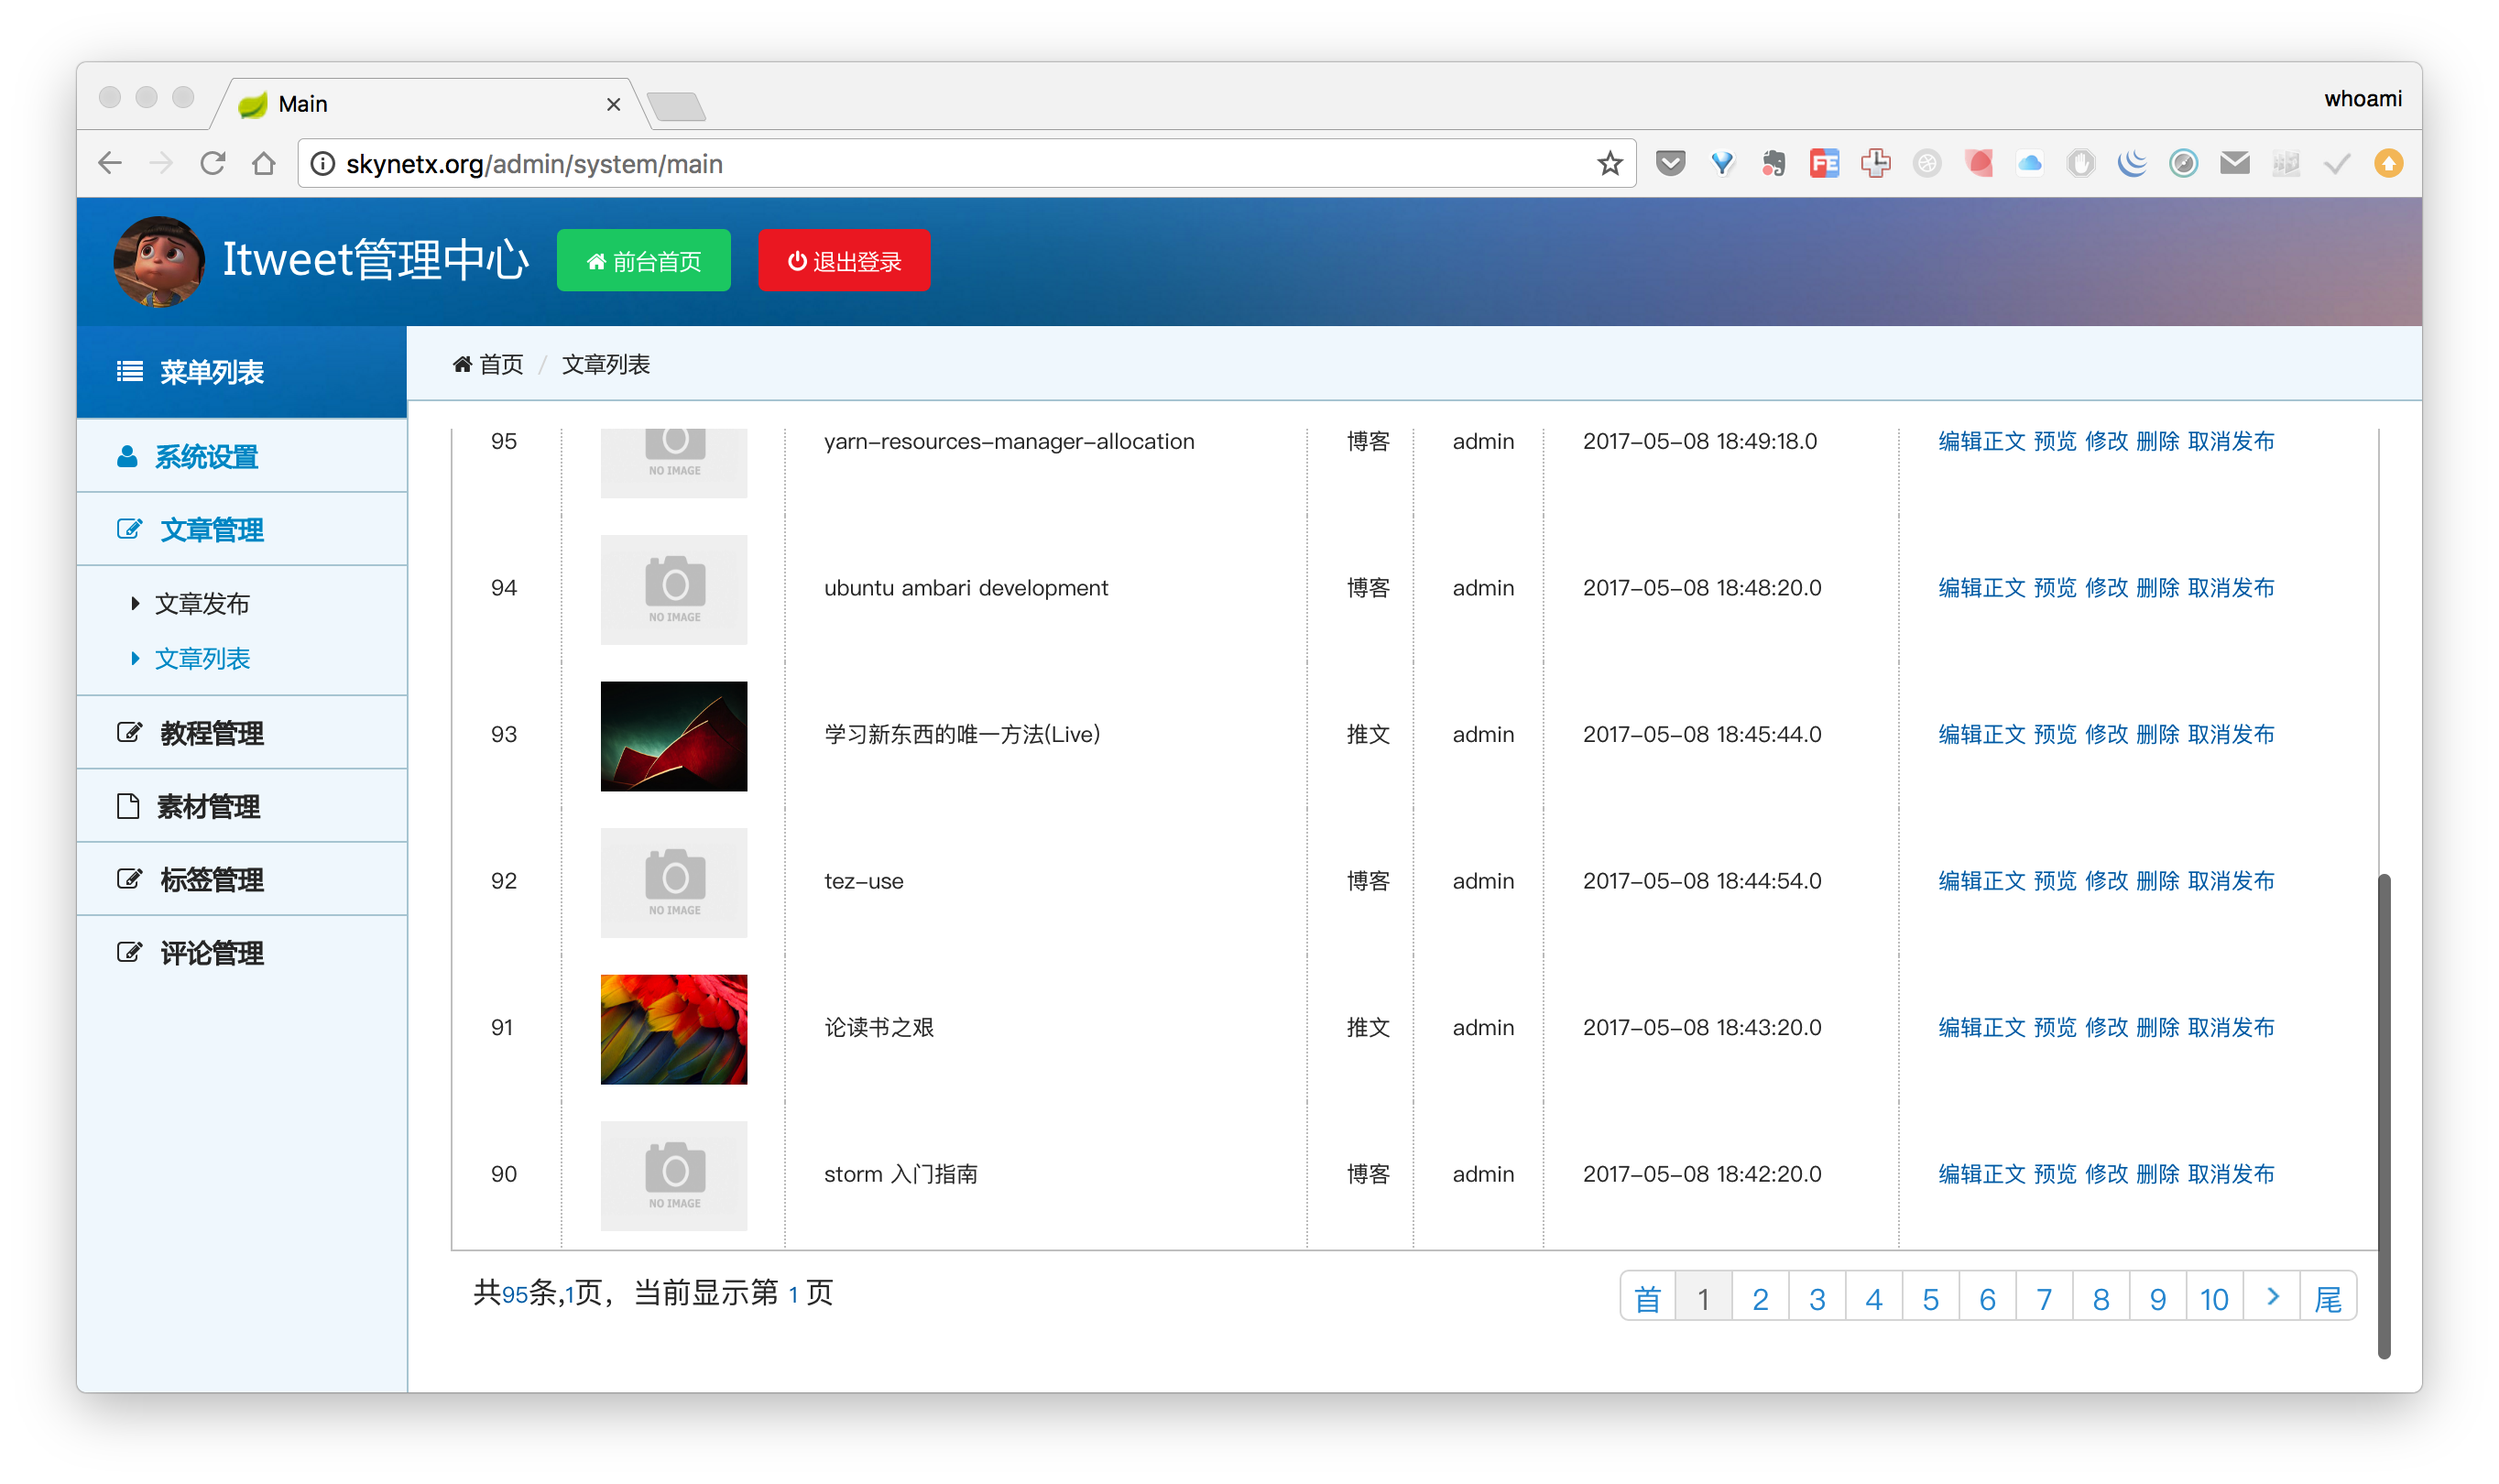 Main
whoami
skynetx.org/admin/system/main
Itweet管理中心 前台首页 退出登录
菜单列表
首页 / 文章列表
系统设置
文章管理
文章发布
文章列表
教程管理
素材管理
标签管理
评论管理
95 NO IMAGE yarn-resources-manager-allocation 博客 admin 2017-05-08 18:49:18.0 编辑正文 预览 修改 删除 取消发布
94 NO IMAGE ubuntu ambari development 博客 admin 2017-05-08 18:48:20.0 编辑正文 预览 修改 删除 取消发布
93 学习新东西的唯一方法(Live) 推文 admin 2017-05-08 18:45:44.0 编辑正文 预览 修改 删除 取消发布
92 NO IMAGE tez-use 博客 admin 2017-05-08 18:44:54.0 编辑正文 预览 修改 删除 取消发布
91 论读书之艰 推文 admin 2017-05-08 18:43:20.0 编辑正文 预览 修改 删除 取消发布
90 NO IMAGE storm 入门指南 博客 admin 2017-05-08 18:42:20.0 编辑正文 预览 修改 删除 取消发布
共95条,1页，当前显示第 1 页
首 1 2 3 4 5 6 7 8 9 10 > 尾